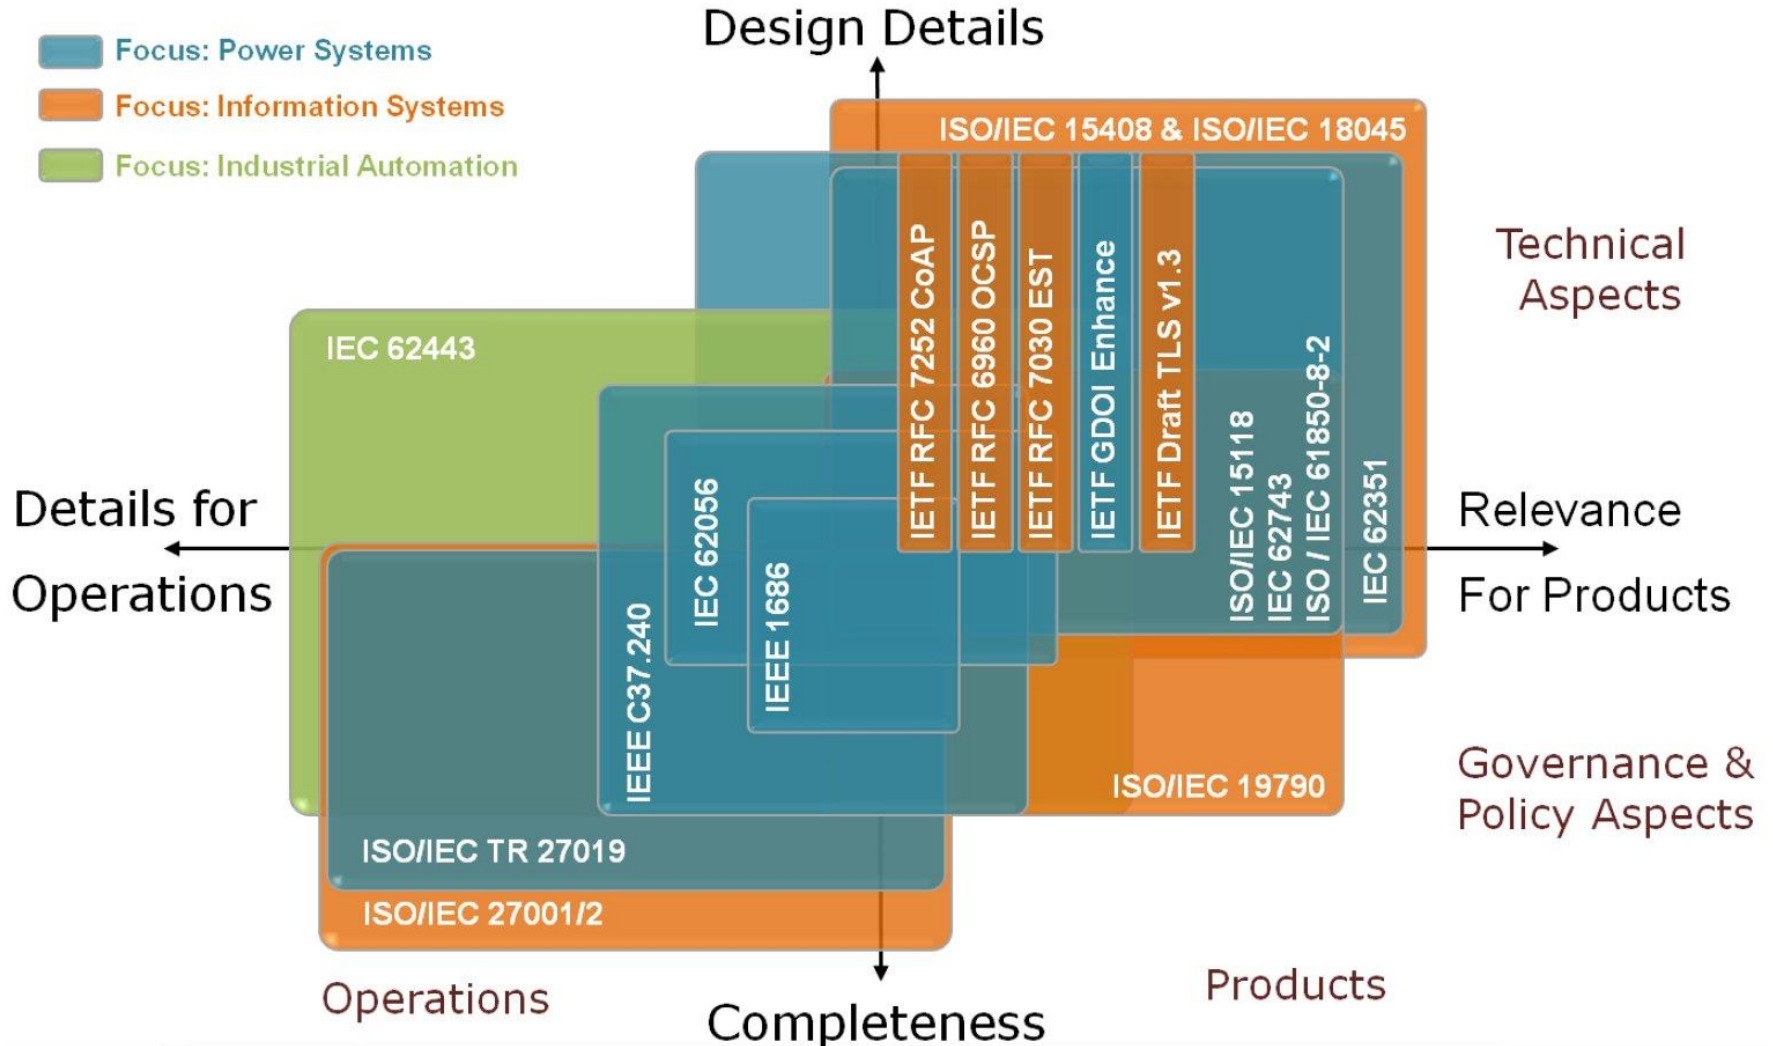 Design Details
Focus: Power Systems
Focus: Information Systems
Focus: Industrial Automation
ISO/IEC 15408 & ISO/IEC 18045
Technical
Aspects
IEC 62443
IETF RFC 7252 CoAP
IETF RFC 6960 OCSP
IETF RFC 7030 EST
IETF GDOI Enhance
IETF Draft TLS v1.3
ISO/IEC 15118
IEC 62743
ISO / IEC 61850-8-2
IEC 62351
Details for
Operations
Relevance
For Products
IEC 62056
IEEE 1686
IEEE C37.240
ISO/IEC 19790
Governance &
Policy Aspects
ISO/IEC TR 27019
ISO/IEC 27001/2
Operations
Products
Completeness